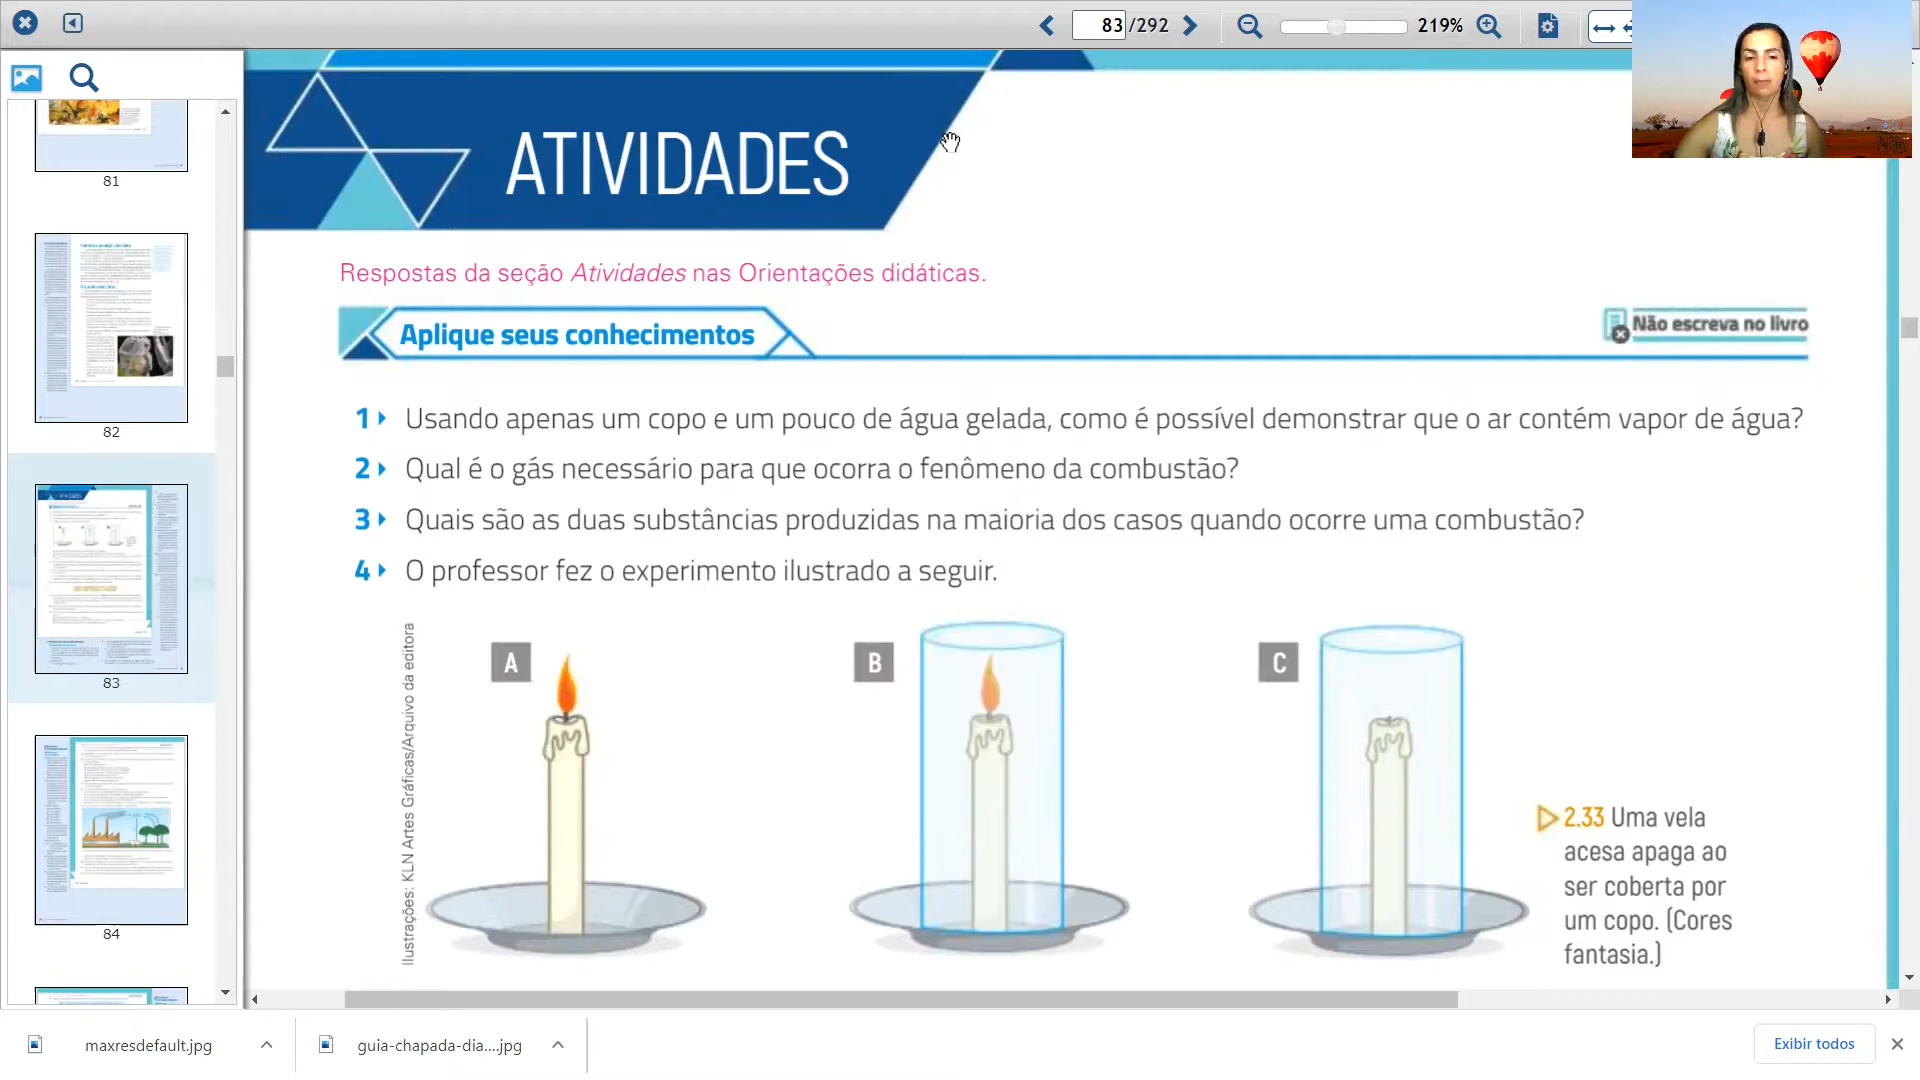 83 /292
219%
81
82
83
84
ATIVIDADES
Respostas da seção Atividades nas Orientações didáticas.
Aplique seus conhecimentos
Não escreva no livro
1 Usando apenas um copo e um pouco de água gelada, como é possível demonstrar que o ar contém vapor de água?
2 Qual é o gás necessário para que ocorra o fenômeno da combustão?
3 Quais são as duas substâncias produzidas na maioria dos casos quando ocorre uma combustão?
4 O professor fez o experimento ilustrado a seguir.
Ilustrações: KLN Artes Gráficas/Arquivo da editora
A
B
C
2.33 Uma vela
acesa apaga ao
ser coberta por
um copo. (Cores
fantasia.)
maxresdefault.jpg
guia-chapada-dia....jpg
Exibir todos